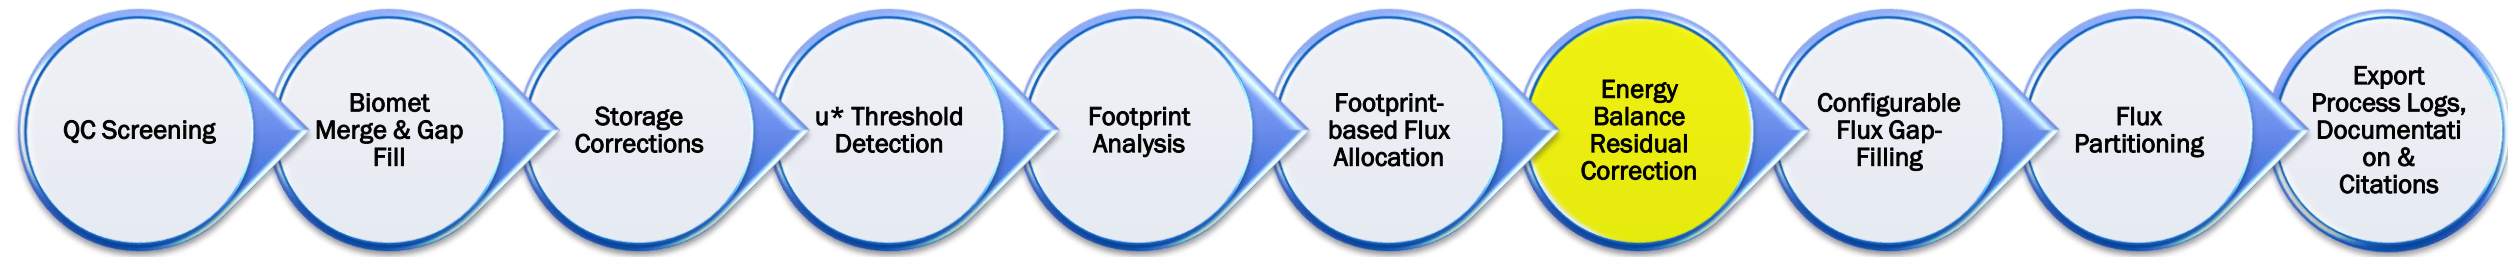 QC Screening
Biomet
Merge & Gap
Fill
Storage
Corrections
u* Threshold
Detection
Footprint
Analysis
Footprint-
based Flux
Allocation
Energy
Balance
Residual
Correction
Configurable
Flux Gap-
Filling
Flux
Partitioning
Export
Process Logs,
Documentati
on &
Citations